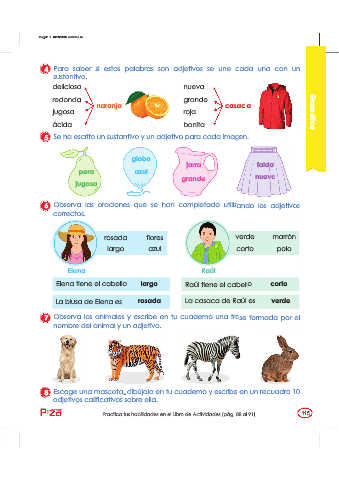 4 Para saber si estas palabras son adjetivos se une cada una con un
sustantivo.
deliciosa
redonda
jugosa
ácida
naranja
nueva
grande
roja
bonita
casaca
5 Se ha escrito un sustantivo y un adjetivo para cada imagen.
pera
jugosa
globo
azul
jarra
grande
falda
nueva
6 Observa las oraciones que se han completado utilizando los adjetivos
correctos.
rosada flores
largo azul
Elena
verde marrón
corto polo
Raúl
Elena tiene el cabello largo
Raúl tiene el cabello corto
La blusa de Elena es rosada
La casaca de Raúl es verde
7 Observa los animales y escribe en tu cuaderno una frase formada por el
nombre del animal y un adjetivo.
8 Escoge una mascota, dibújala en tu cuaderno y escribe en un recuadro 10
adjetivos calificativos sobre ella.
Practica tus habilidades en el Libro de Actividades (pág. 88 al 91)
115